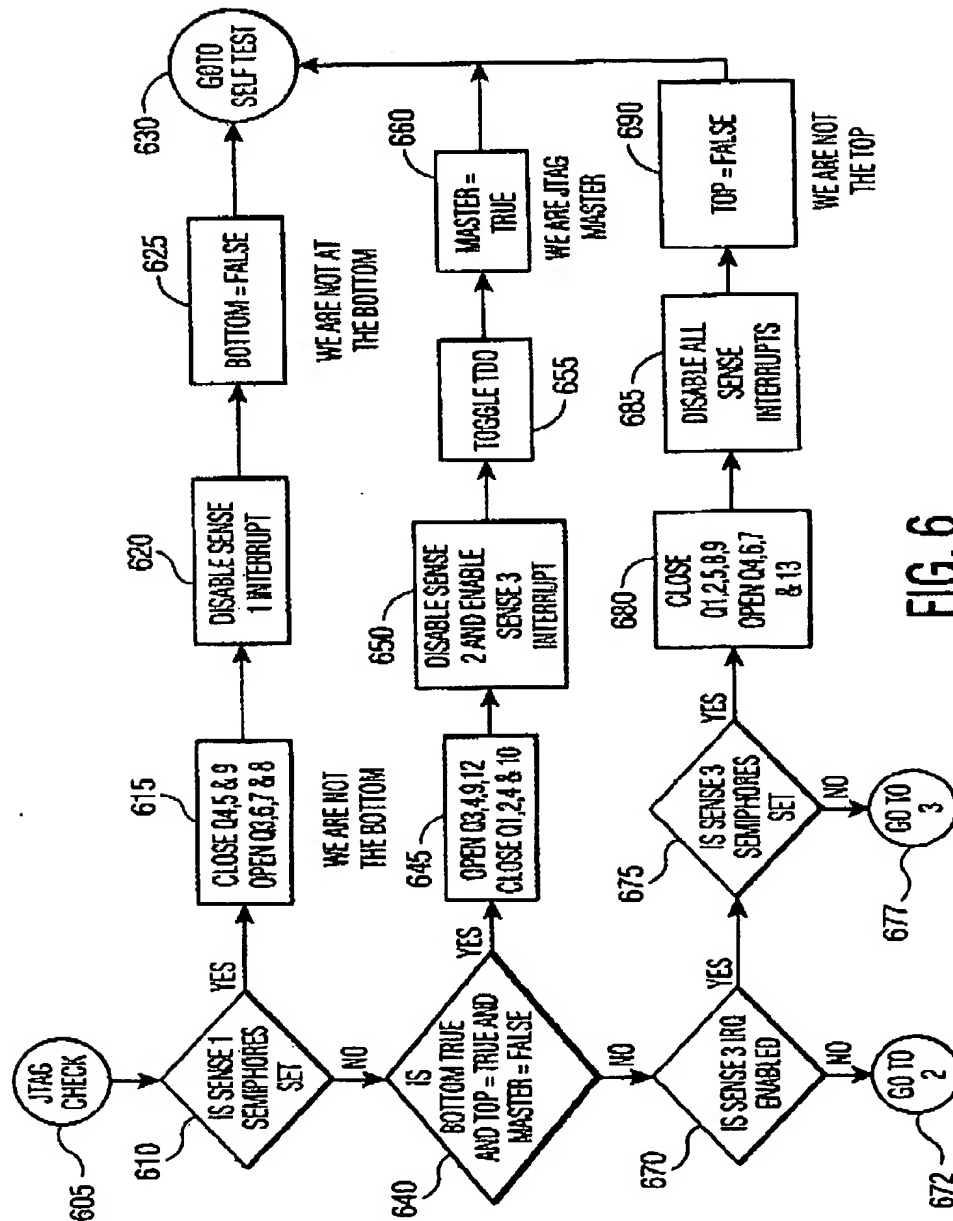 605
JTAG
CHECK
610
IS SENSE 1
SEMIPHORES
SET
YES
NO
615
CLOSE Q4,5 & 9
OPEN Q3,6,7 & 8
620
DISABLE SENSE
1 INTERRUPT
625
BOTTOM = FALSE
WE ARE NOT AT
THE BOTTOM
630
GOTO
SELF TEST
640
IS
BOTTOM TRUE
AND TOP = TRUE AND
MASTER = FALSE
YES
NO
WE ARE NOT
THE BOTTOM
645
OPEN Q3,4,9,12
CLOSE Q1,2,4 & 10
650
DISABLE SENSE
2 AND ENABLE
SENSE 3
INTERRUPT
655
TOGGLE TDO
660
MASTER =
TRUE
WE ARE JTAG
MASTER
670
IS SENSE 3 IRQ
ENABLED
YES
NO
672
GO TO
2
675
IS SENSE 3
SEMIPHORES
SET
YES
NO
677
GO TO
3
680
CLOSE
Q1,2,5,8,9
OPEN Q4,6,7
& 13
685
DISABLE ALL
SENSE
INTERRUPTS
690
TOP = FALSE
WE ARE NOT
THE TOP
FIG. 6